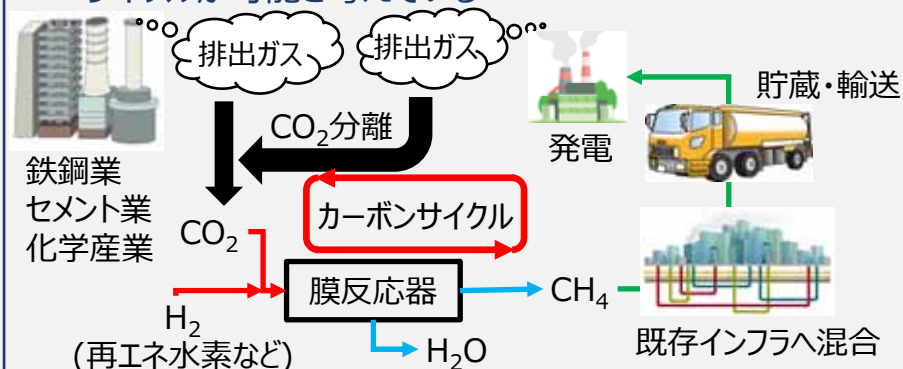 排出ガス
排出ガス
CO2分離
発電
貯蔵・輸送
鉄鋼業
セメント業
化学産業
CO2
カーボンサイクル
H2
(再エネ水素など)
膜反応器
CH4
H2O
既存インフラへ混合